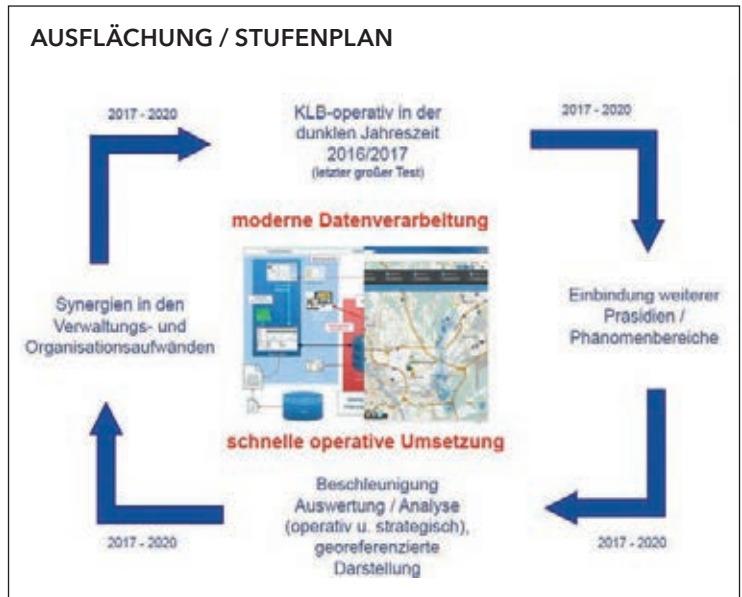 AUSFLÄCHUNG / STUFENPLAN
2017 - 2020
KLB-operativ in der
dunklen Jahreszeit
2016/2017
(letzter großer Test)
2017 - 2020
moderne Datenverarbeitung
Synergien in den
Verwaltungs- und
Organisationsaufwänden
Einbindung weiterer
Präsidien /
Phänomenbereiche
schnelle operative Umsetzung
2017 - 2020
Beschleunigung
Auswertung / Analyse
(operativ u. strategisch),
georeferenzierte
Darstellung
2017 - 2020